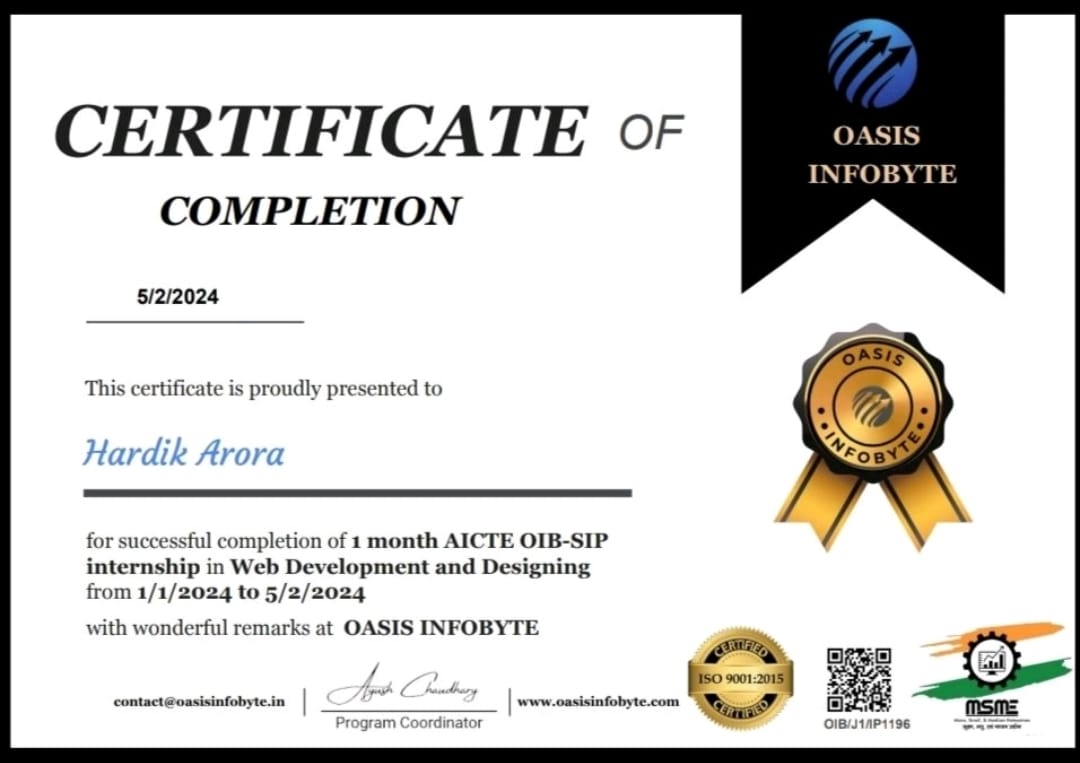 CERTIFICATE OF
COMPLETION
OASIS
INFOBYTE
5/2/2024
This certificate is proudly presented to
Hardik Arora
OASIS
INFOBYTE
for successful completion of 1 month AICTE OIB-SIP
internship in Web Development and Designing
from 1/1/2024 to 5/2/2024
with wonderful remarks at OASIS INFOBYTE
contact@oasisinfobyte.in
Ayush Chaudhary
Program Coordinator
www.oasisinfobyte.com
CERTIFIED
ISO 9001:2015
CERTIFIED
OIB/J1/IP1196
MSME